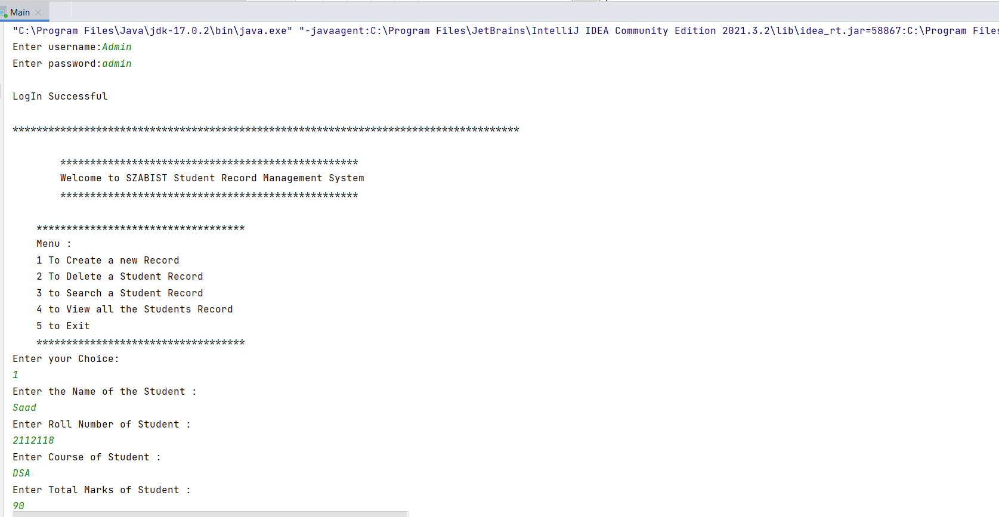 Main
"C:\Program Files\Java\jdk-17.0.2\bin\java.exe" "-javaagent:C:\Program Files\JetBrains\IntelliJ IDEA Community Edition 2021.3.2\lib\idea_rt.jar=58867:C:\Program Files
Enter username:Admin
Enter password:admin
LogIn Successful
*************************************************************************************
**************************************************
Welcome to SZABIST Student Record Management System
**************************************************
***********************************
Menu :
1 To Create a new Record
2 To Delete a Student Record
3 to Search a Student Record
4 to View all the Students Record
5 to Exit
***********************************
Enter your Choice:
1
Enter the Name of the Student :
Saad
Enter Roll Number of Student :
2112118
Enter Course of Student :
DSA
Enter Total Marks of Student :
90